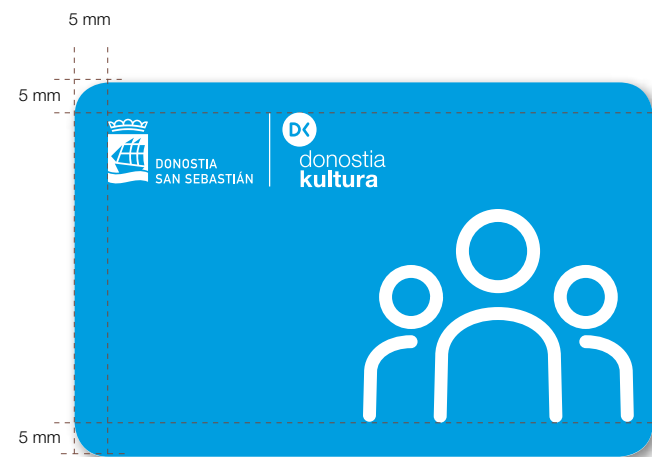 5 mm
5 mm
DK
DONOSTIA
SAN SEBASTIÁN
donostia
kultura
5 mm